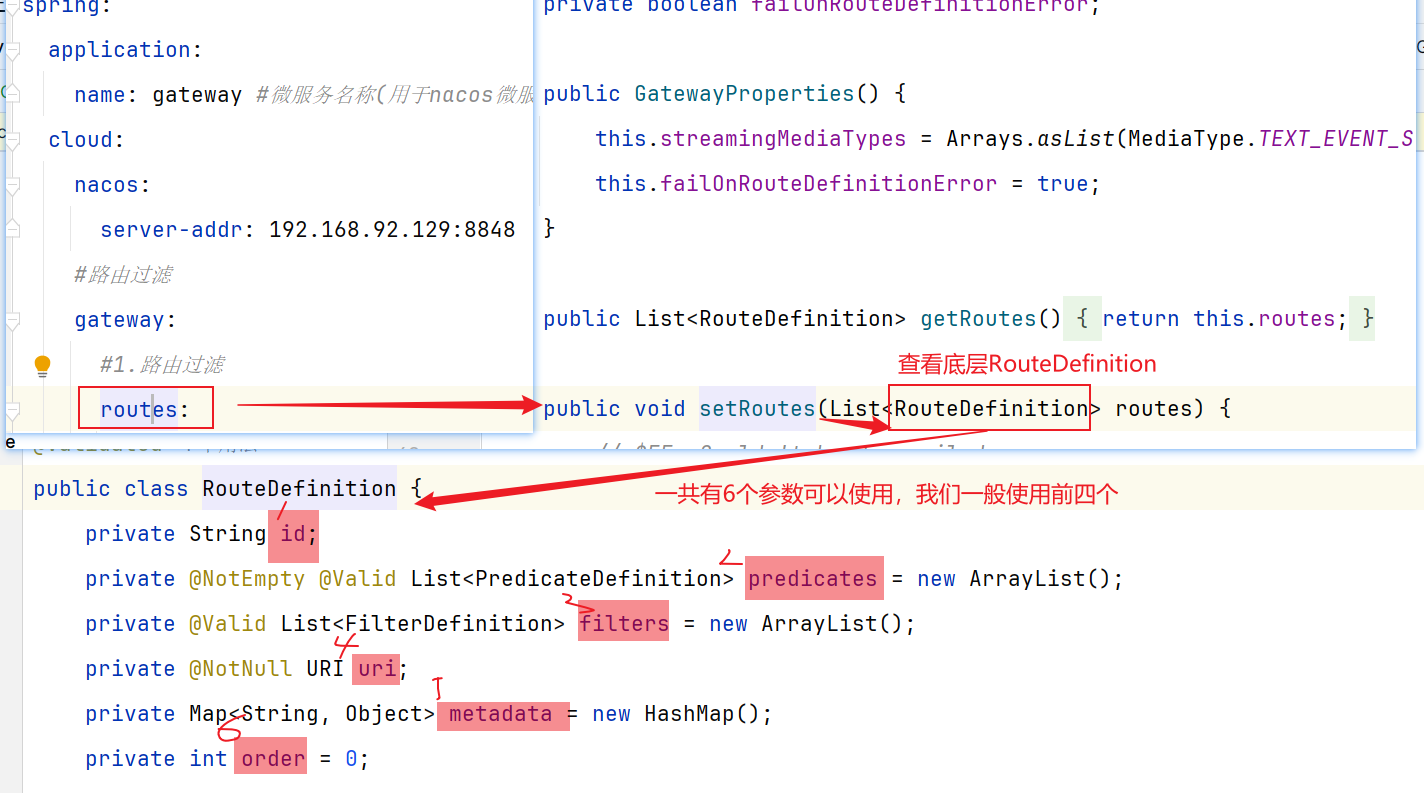 spring:
application:
name: gateway #微服务名称(用于nacos微服
cloud:
nacos:
server-addr: 192.168.92.129:8848
#路由过滤
gateway:
#1.路由过滤
routes:
private boolean failOnRouteDefinitionError;
public GatewayProperties() {
this.streamingMediaTypes = Arrays.asList(MediaType.TEXT_EVENT_S
this.failOnRouteDefinitionError = true;
}
public List<RouteDefinition> getRoutes() { return this.routes; }
查看底层RouteDefinition
public void setRoutes(List<RouteDefinition> routes) {
public class RouteDefinition {
一共有6个参数可以使用，我们一般使用前四个
private String id;
private @NotEmpty @Valid List<PredicateDefinition> predicates = new ArrayList();
private @Valid List<FilterDefinition> filters = new ArrayList();
4
private @NotNull URI uri;
private Map<String, Object> metadata = new HashMap();
6
private int order = 0;